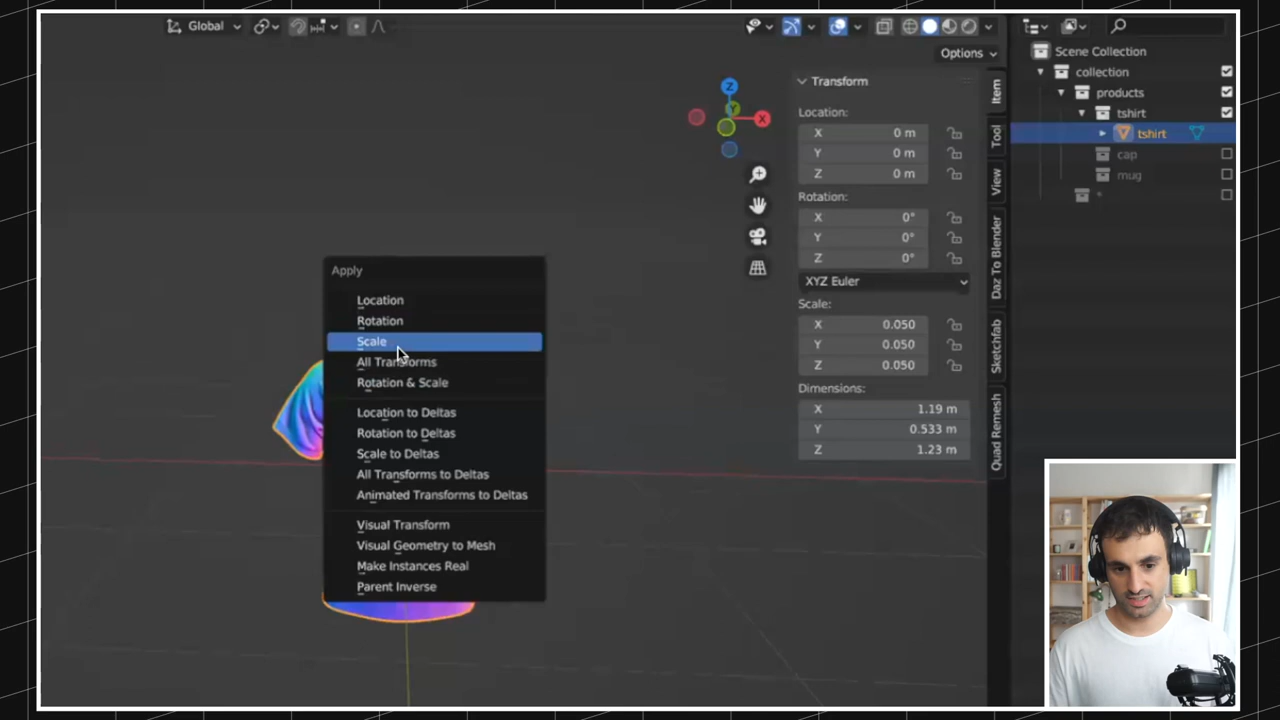 Global
Options
Transform
Location:
X 0 m
Y 0 m
Z 0 m
Rotation:
X 0°
Y 0°
Z 0°
XYZ Euler
Scale:
X 0.050
Y 0.050
Z 0.050
Dimensions:
X 1.19 m
Y 0.533 m
Z 1.23 m
Z
Y
X
Item
Tool
View
Daz To Blender
Sketchfab
Quad Remesh
Scene Collection
collection
products
tshirt
tshirt
cap
mug
*
Apply
Location
Rotation
Scale
All Transforms
Rotation & Scale
Location to Deltas
Rotation to Deltas
Scale to Deltas
All Transforms to Deltas
Animated Transforms to Deltas
Visual Transform
Visual Geometry to Mesh
Make Instances Real
Parent Inverse